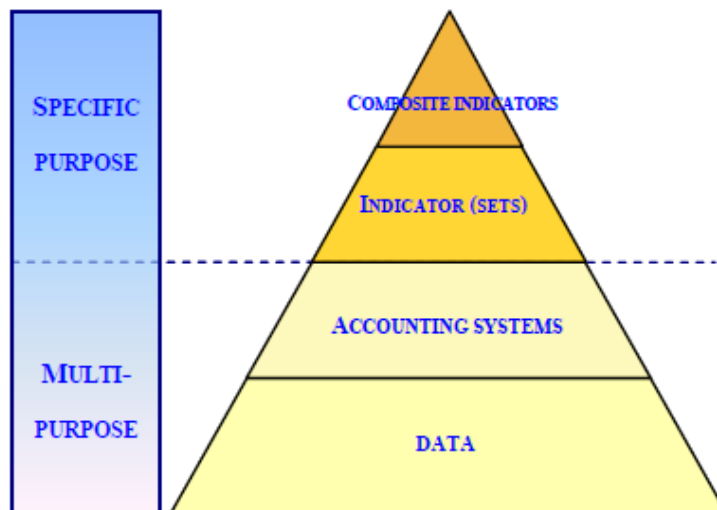 SPECIFIC
PURPOSE
MULTI-
PURPOSE
COMPOSITE INDICATORS
INDICATOR (SETS)
ACCOUNTING SYSTEMS
DATA